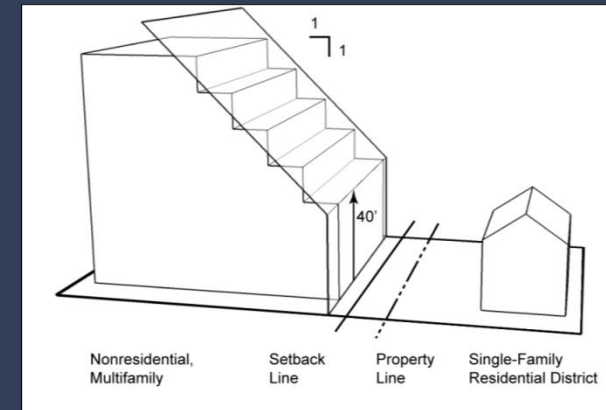 1
1
40'
Nonresidential,
Multifamily
Setback
Line
Property
Line
Single-Family
Residential District